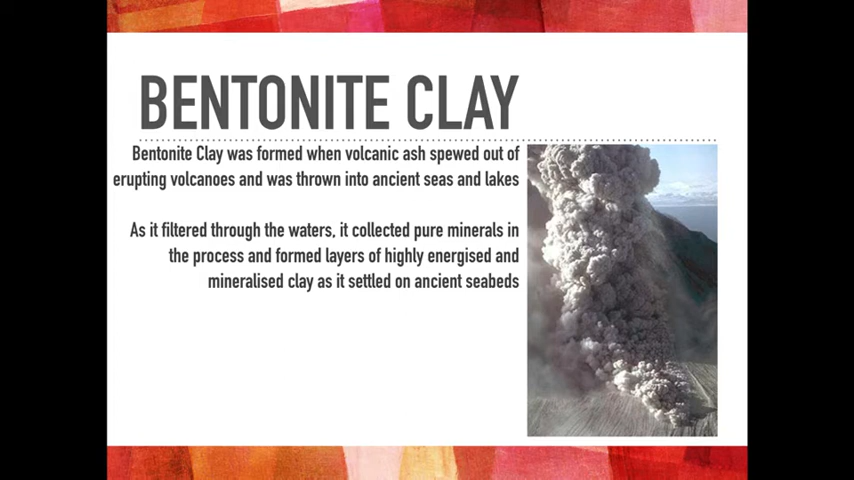 BENTONITE CLAY
Bentonite Clay was formed when volcanic ash spewed out of
erupting volcanoes and was thrown into ancient seas and lakes
As it filtered through the waters, it collected pure minerals in
the process and formed layers of highly energised and
mineralised clay as it settled on ancient seabeds